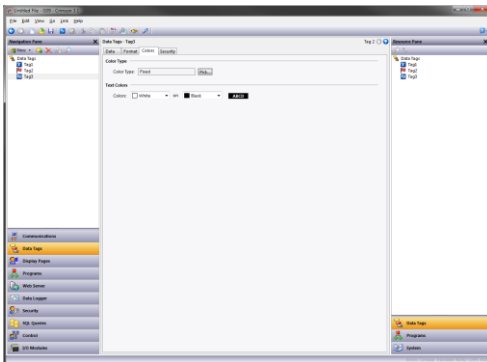 Untitled File - G09 - Crimson 3.1
File Edit View Go Link Help
Navigation Pane
Data Tags - Tag3
Tag 2
Resource Pane
New
Data Format Colors Security
Data Tags
Tag1
Tag2
Tag3
Color Type
Color Type: Fixed Pick...
Text Colors
Colors: White on Black ABCD
Data Tags
Tag1
Tag2
Tag3
Communications
Data Tags
Display Pages
Programs
Web Server
Data Logger
Security
SQL Queries
Control
I/O Modules
Data Tags
Programs
System